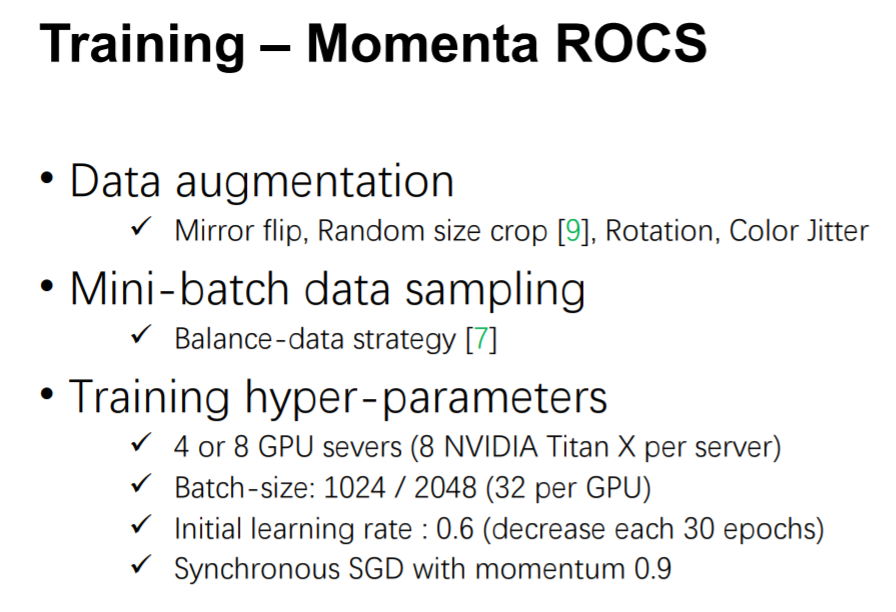 Training – Momenta ROCS
• Data augmentation
✓ Mirror flip, Random size crop [9], Rotation, Color Jitter
• Mini-batch data sampling
✓ Balance-data strategy [7]
• Training hyper-parameters
✓ 4 or 8 GPU severs (8 NVIDIA Titan X per server)
✓ Batch-size: 1024 / 2048 (32 per GPU)
✓ Initial learning rate : 0.6 (decrease each 30 epochs)
✓ Synchronous SGD with momentum 0.9